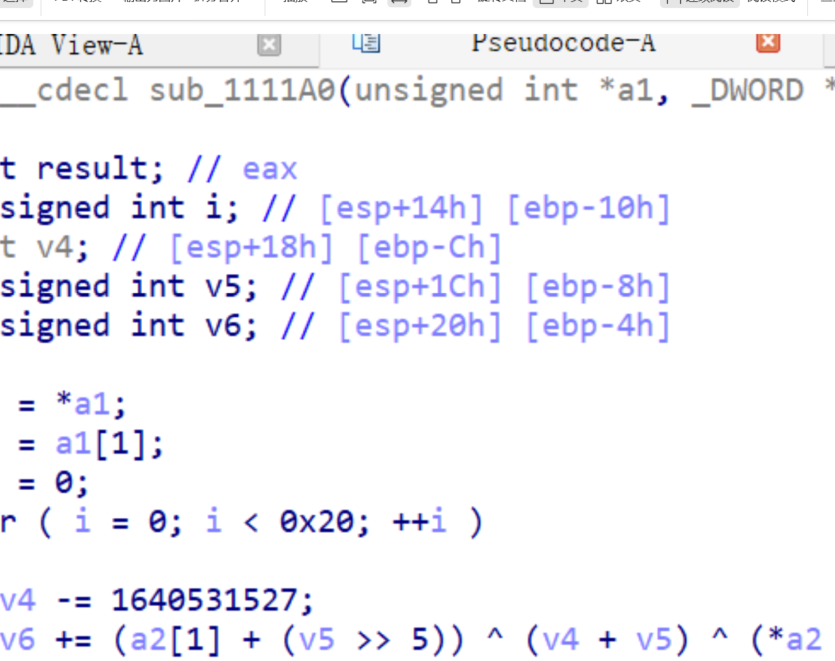 IDA View-A
Pseudocode-A
__cdecl sub_1111A0(unsigned int *a1, _DWORD *
t result; // eax
signed int i; // [esp+14h] [ebp-10h]
t v4; // [esp+18h] [ebp-Ch]
signed int v5; // [esp+1Ch] [ebp-8h]
signed int v6; // [esp+20h] [ebp-4h]
= *a1;
= a1[1];
= 0;
r ( i = 0; i < 0x20; ++i )
v4 -= 1640531527;
v6 += (a2[1] + (v5 >> 5)) ^ (v4 + v5) ^ (*a2